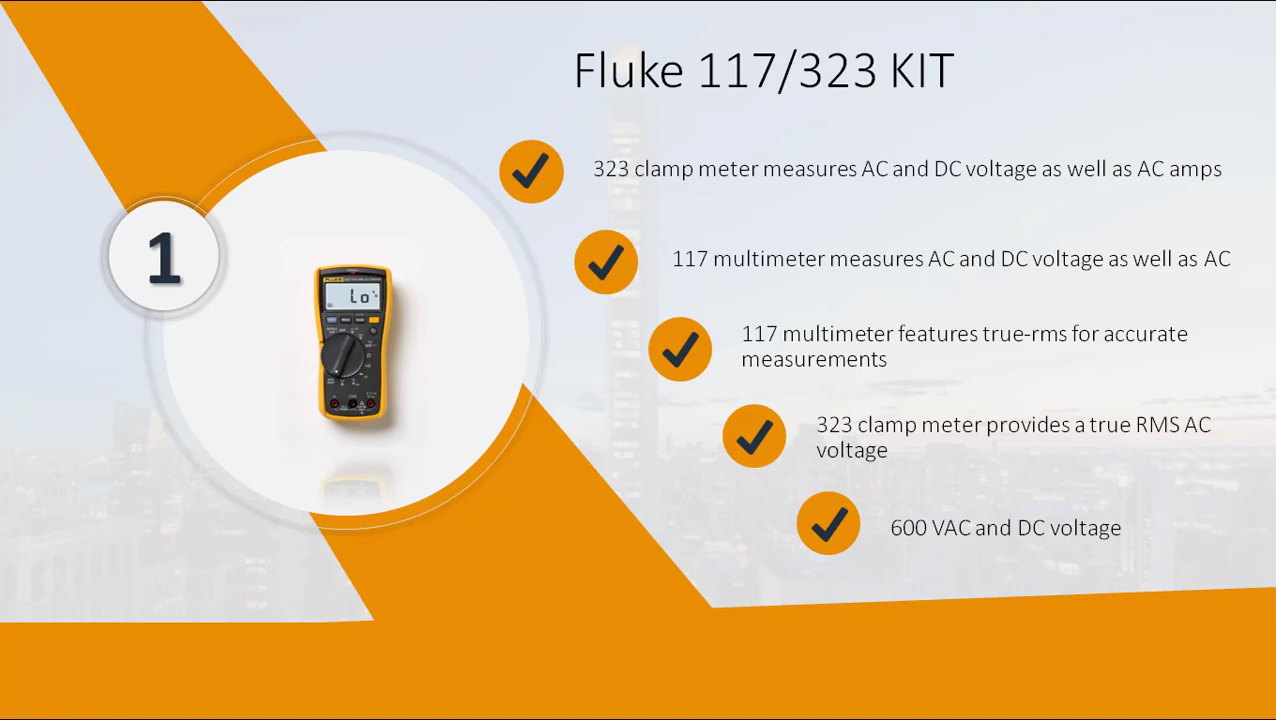 Fluke 117/323 KIT
323 clamp meter measures AC and DC voltage as well as AC amps
1
117 multimeter measures AC and DC voltage as well as AC
FLUKE
Lo
117 multimeter features true-rms for accurate
measurements
323 clamp meter provides a true RMS AC
voltage
600 VAC and DC voltage